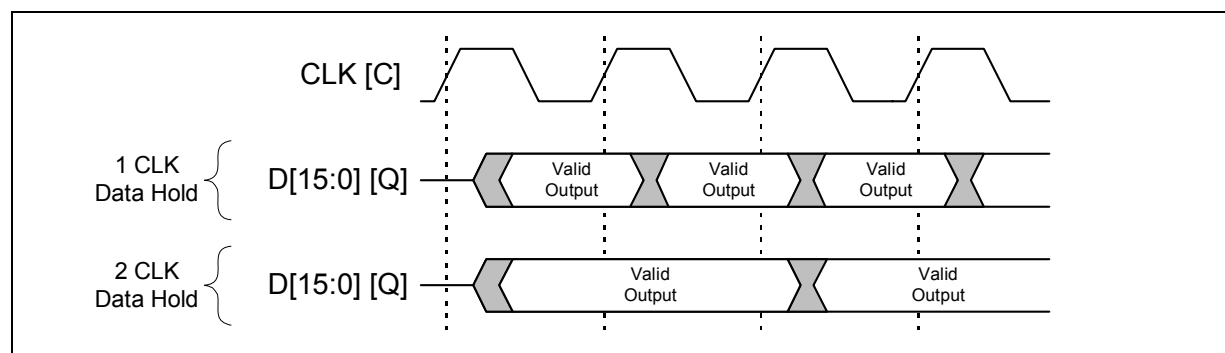 CLK [C]
1 CLK
Data Hold
D[15:0] [Q]
Valid
Output
Valid
Output
Valid
Output
2 CLK
Data Hold
D[15:0] [Q]
Valid
Output
Valid
Output